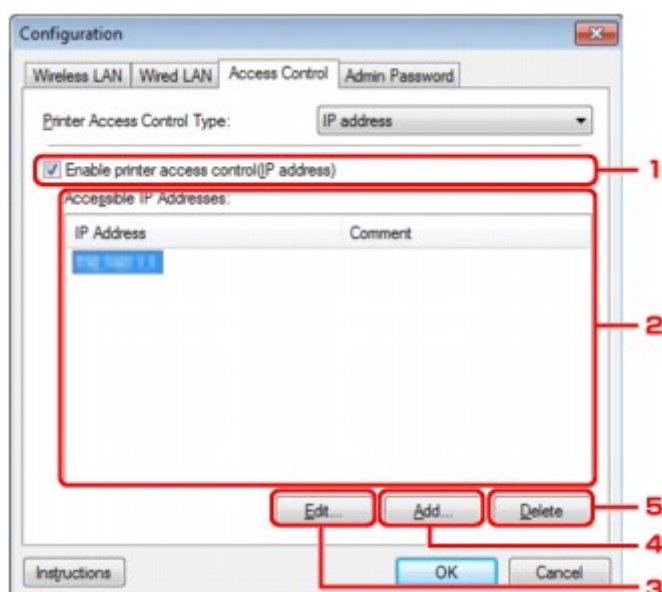 Configuration
Wireless LAN Wired LAN Access Control Admin Password
Printer Access Control Type: IP address
Enable printer access control(IP address) 1
Accessible IP Addresses:
IP Address Comment
2
Edit... Add... Delete 5
4
Instructions OK Cancel
3